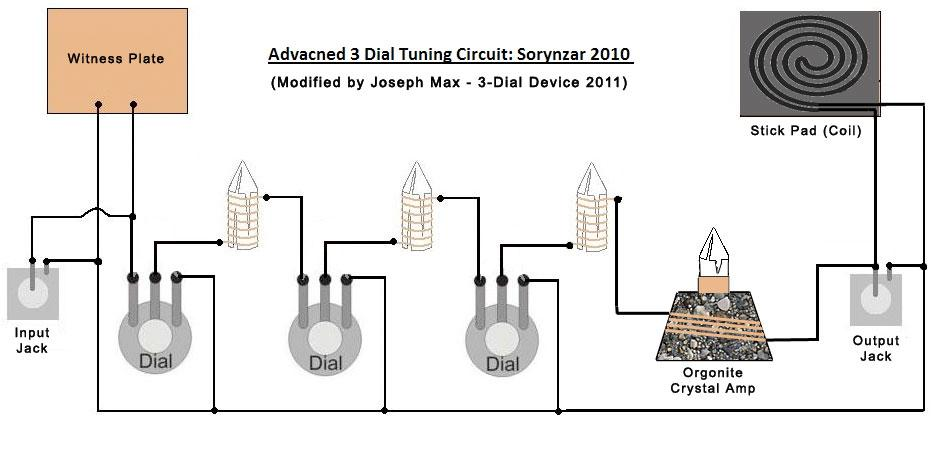 Advacned 3 Dial Tuning Circuit: Sorynzar 2010
(Modified by Joseph Max - 3-Dial Device 2011)
Witness Plate
Stick Pad (Coil)
Input
Jack
Dial
Dial
Dial
Orgonite
Crystal Amp
Output
Jack